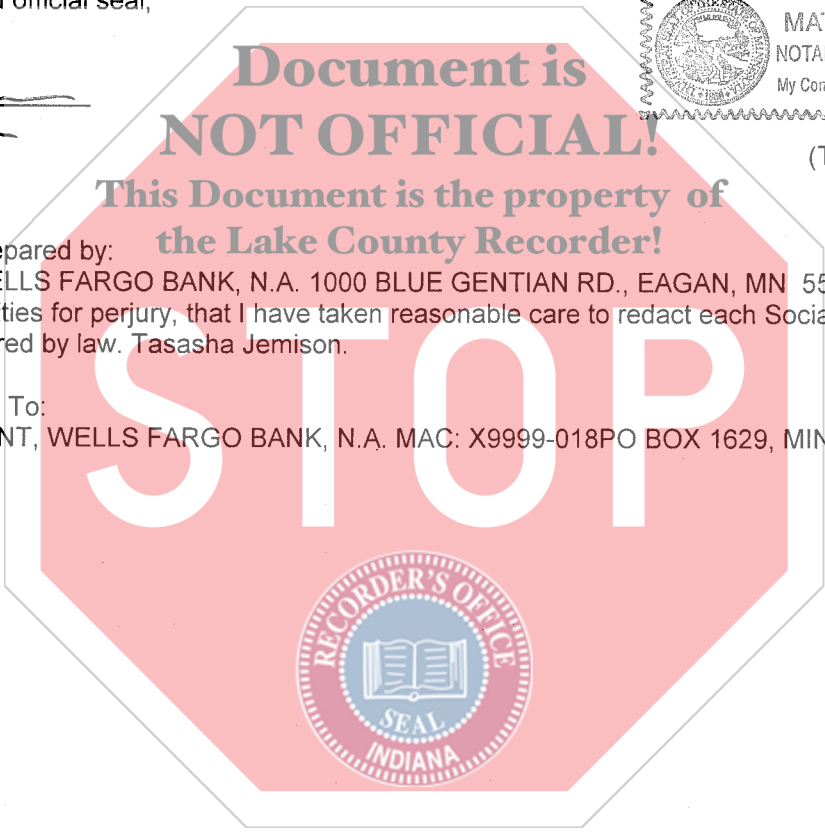 official seal,
MA
NOTA
My Con
Document is
NOT OFFICIAL!
(T
This Document is the property of
the Lake County Recorder!
epared by:
ELLS FARGO BANK, N.A. 1000 BLUE GENTIAN RD., EAGAN, MN 55
ties for perjury, that I have taken reasonable care to redact each Socia
red by law. Tasasha Jemison.
To:
NT, WELLS FARGO BANK, N.A. MAC: X9999-018PO BOX 1629, MIN
STOP
RECORDER'S OFFICE
SEAL
INDIANA